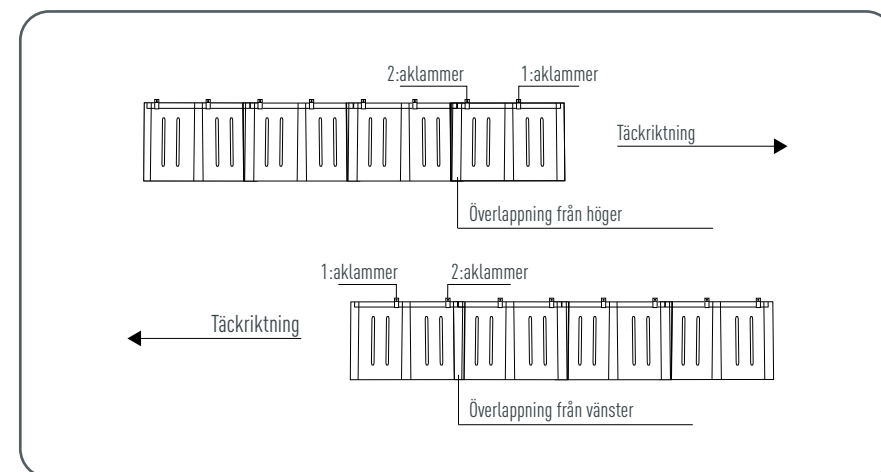 2:aklammer
1:aklammer
Täckriktning
Överlappning från höger
1:aklammer
2:aklammer
Täckriktning
Överlappning från vänster